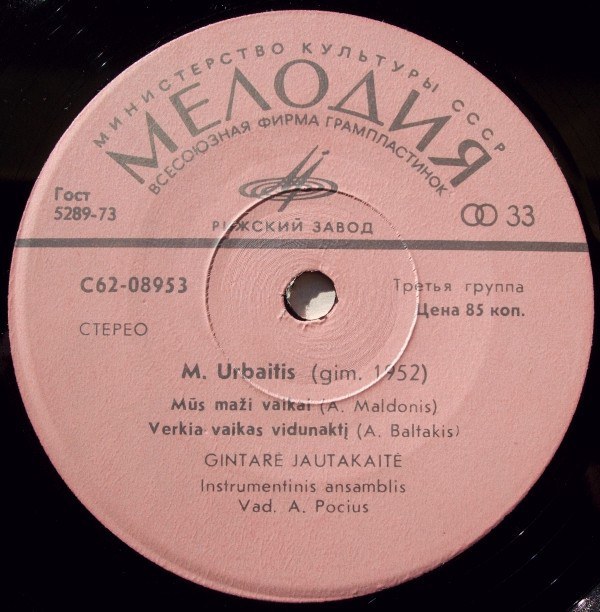 МИНИСТЕРСТВО КУЛЬТУРЫ СССР
МЕЛОДИЯ
ВСЕСОЮЗНАЯ ФИРМА ГРАМПЛАСТИНОК
Гост
5289-73
33
РИЖСКИЙ ЗАВОД
С62-08953
Третья группа
Цена 85 коп.
СТЕРЕО
M. Urbaitis (gim. 1952)
Mūs maži vaikai (A. Maldonis)
Verkia vaikas vidunaktį (A. Baltakis)
GINTARĖ JAUTAKAITĖ
Instrumentinis ansamblis
Vad. A. Pocius